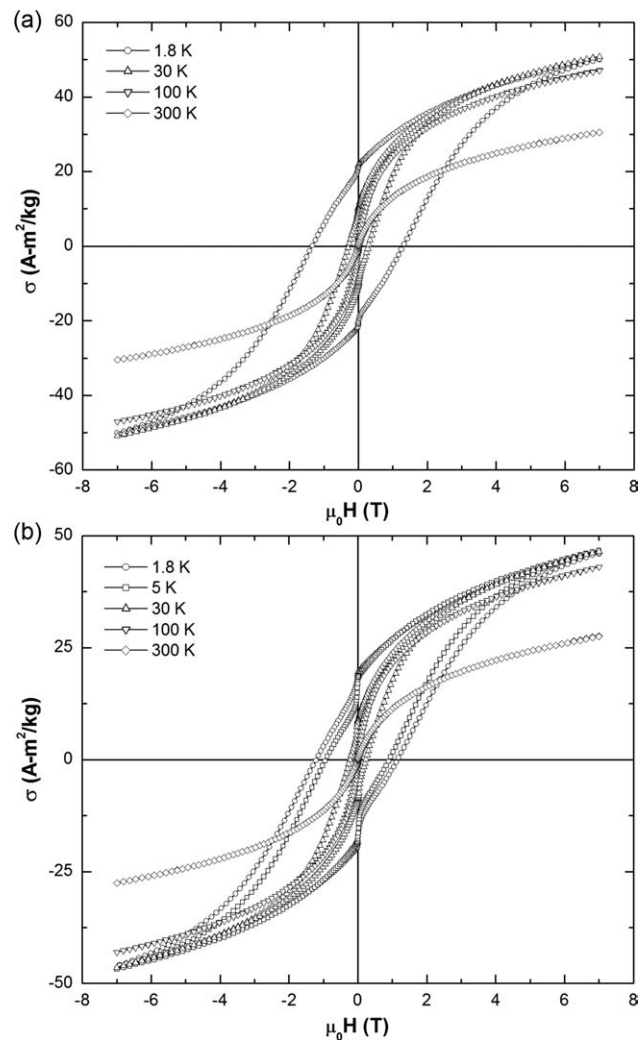 (a)
60
40
20
0
-20
-40
-60
σ (A-m²/kg)
1.8 K
30 K
100 K
300 K
-8 -6 -4 -2 0 2 4 6 8
μ₀H (T)
(b)
50
25
0
-25
-50
σ (A-m²/kg)
1.8 K
5 K
30 K
100 K
300 K
-8 -6 -4 -2 0 2 4 6 8
μ₀H (T)